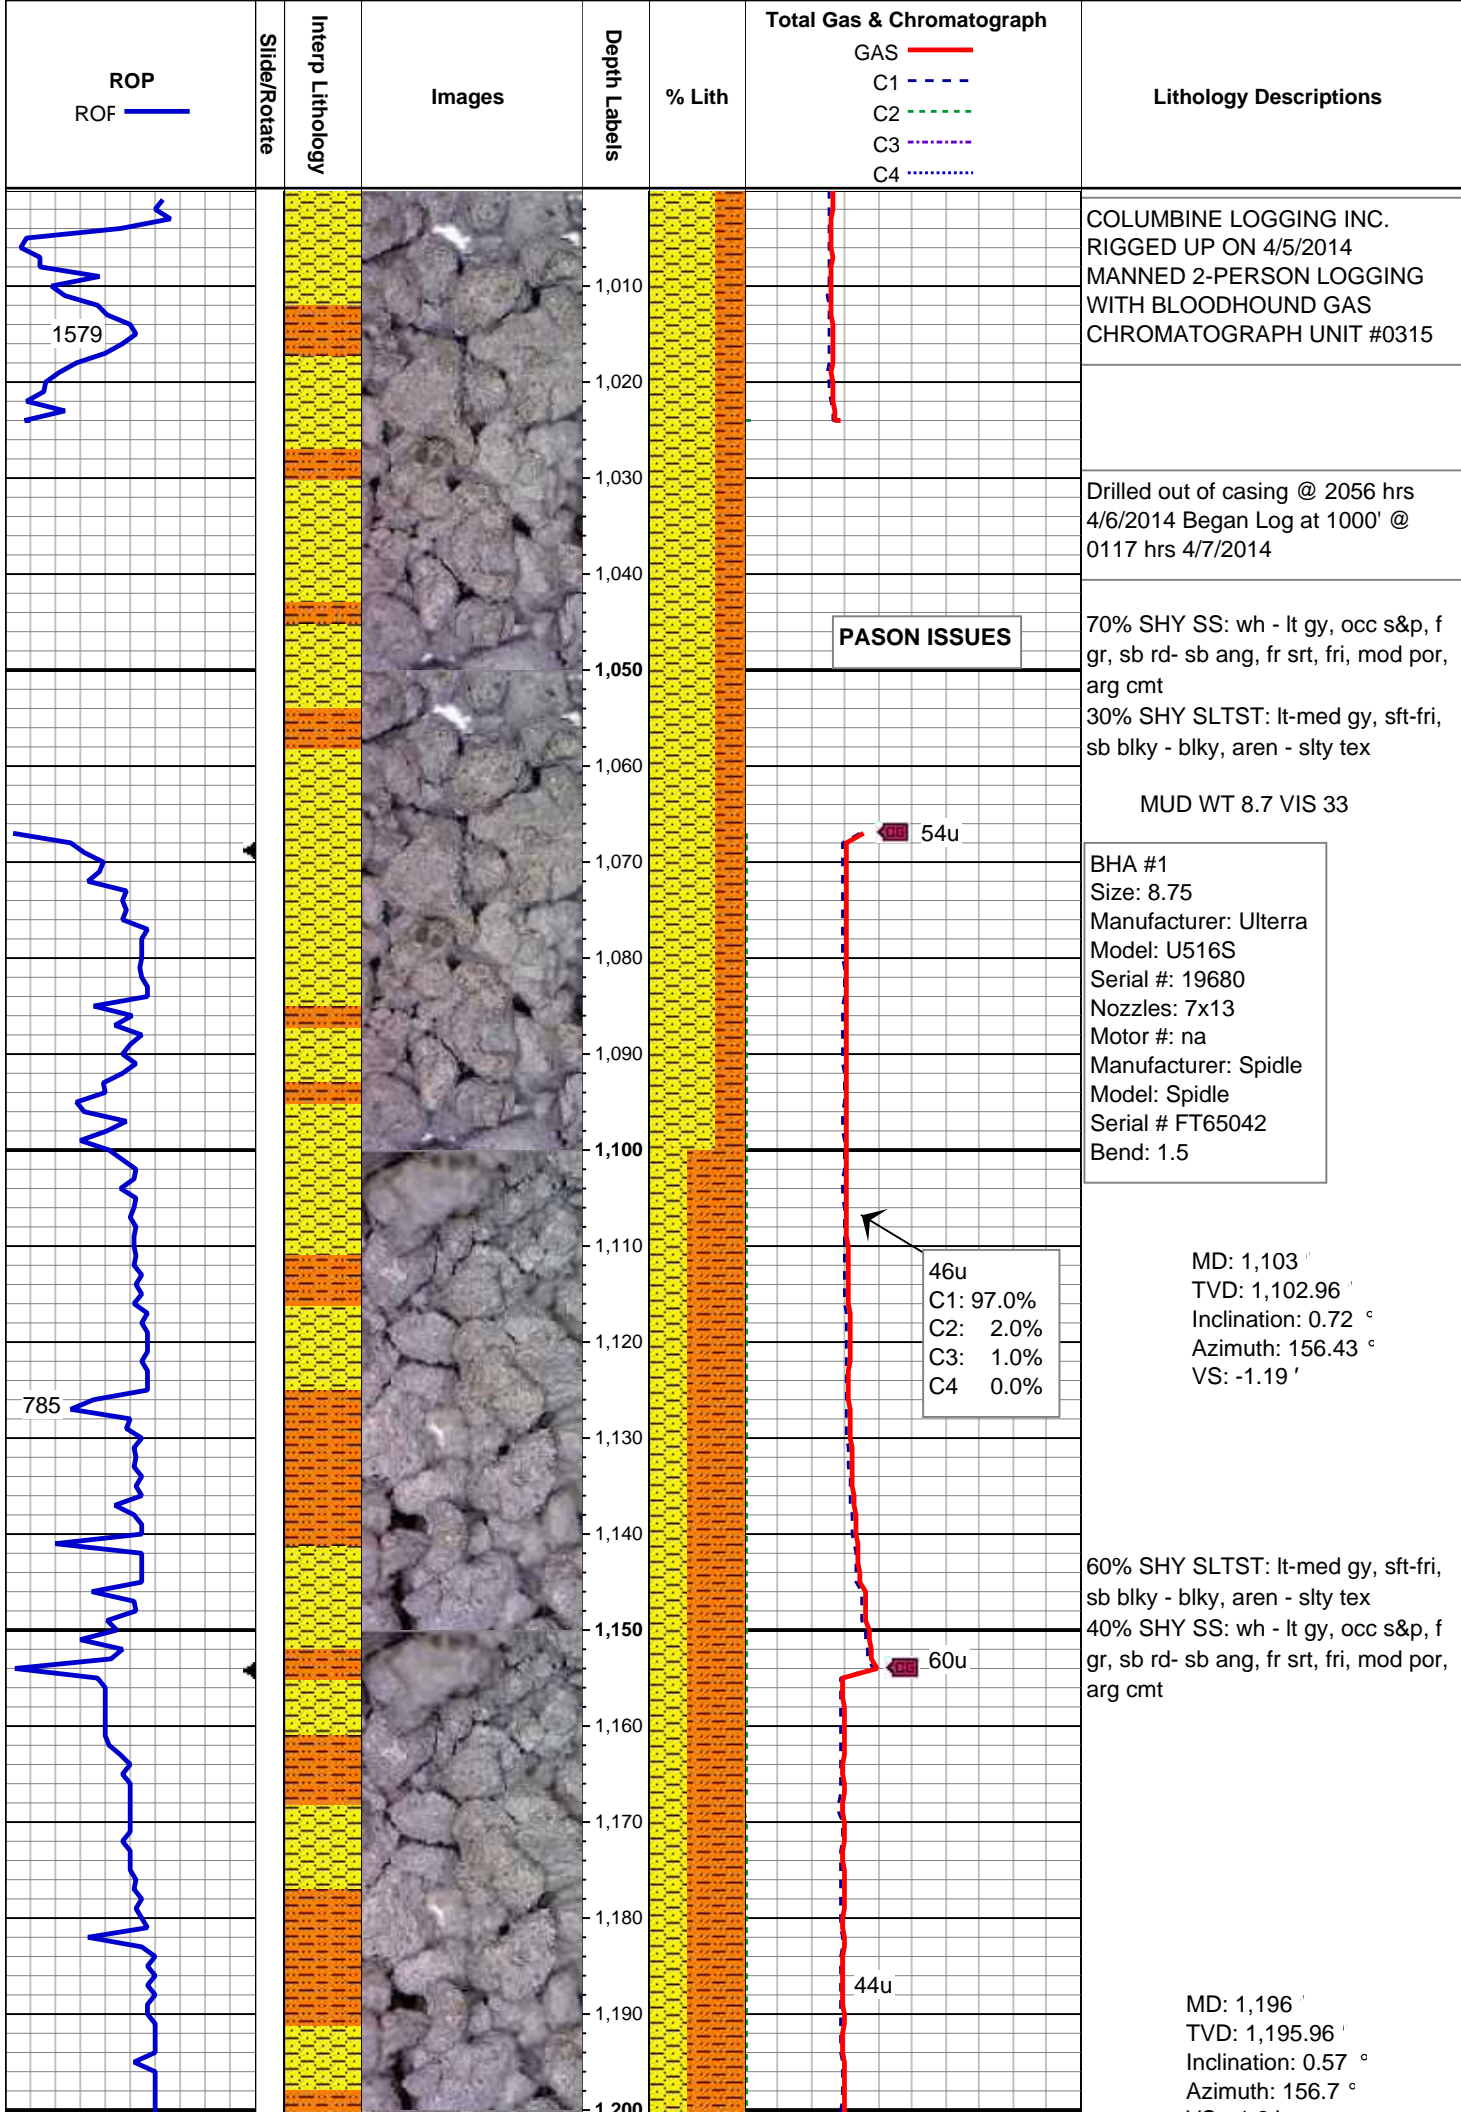 ROP
ROP
Slide/Rotate
Interp Lithology
Images
Depth Labels
% Lith
Total Gas & Chromatograph
GAS
C1
C2
C3
C4
Lithology Descriptions
1579
785
1,010
1,020
1,030
1,040
1,050
1,060
1,070
1,080
1,090
1,100
1,110
1,120
1,130
1,140
1,150
1,160
1,170
1,180
1,190
1,200
PASON ISSUES
DG 54u
46u
C1: 97.0%
C2: 2.0%
C3: 1.0%
C4 0.0%
DG 60u
44u
COLUMBINE LOGGING INC.
RIGGED UP ON 4/5/2014
MANNED 2-PERSON LOGGING
WITH BLOODHOUND GAS
CHROMATOGRAPH UNIT #0315
Drilled out of casing @ 2056 hrs
4/6/2014 Began Log at 1000' @
0117 hrs 4/7/2014
70% SHY SS: wh - lt gy, occ s&p, f
gr, sb rd- sb ang, fr srt, fri, mod por,
arg cmt
30% SHY SLTST: lt-med gy, sft-fri,
sb blky - blky, aren - slty tex
MUD WT 8.7 VIS 33
BHA #1
Size: 8.75
Manufacturer: Ulterra
Model: U516S
Serial #: 19680
Nozzles: 7x13
Motor #: na
Manufacturer: Spidle
Model: Spidle
Serial # FT65042
Bend: 1.5
MD: 1,103 '
TVD: 1,102.96 '
Inclination: 0.72 °
Azimuth: 156.43 °
VS: -1.19 '
60% SHY SLTST: lt-med gy, sft-fri,
sb blky - blky, aren - slty tex
40% SHY SS: wh - lt gy, occ s&p, f
gr, sb rd- sb ang, fr srt, fri, mod por,
arg cmt
MD: 1,196 '
TVD: 1,195.96 '
Inclination: 0.57 °
Azimuth: 156.7 °